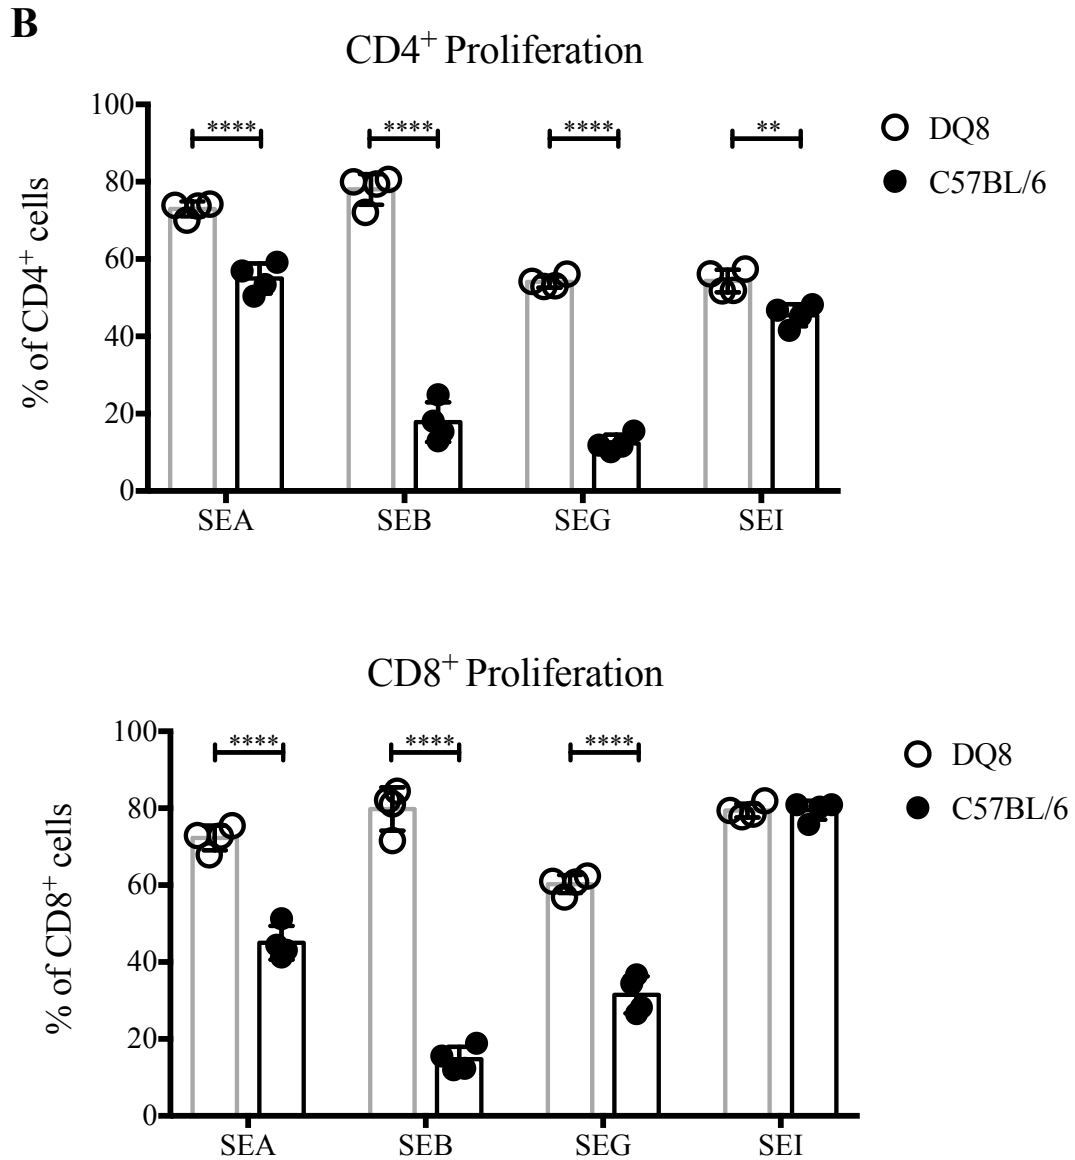 B
CD4⁺ Proliferation
% of CD4⁺ cells
100
80
60
40
20
0
**** **** **** **
DQ8
C57BL/6
SEA SEB SEG SEI
CD8⁺ Proliferation
% of CD8⁺ cells
100
80
60
40
20
0
**** **** ****
DQ8
C57BL/6
SEA SEB SEG SEI